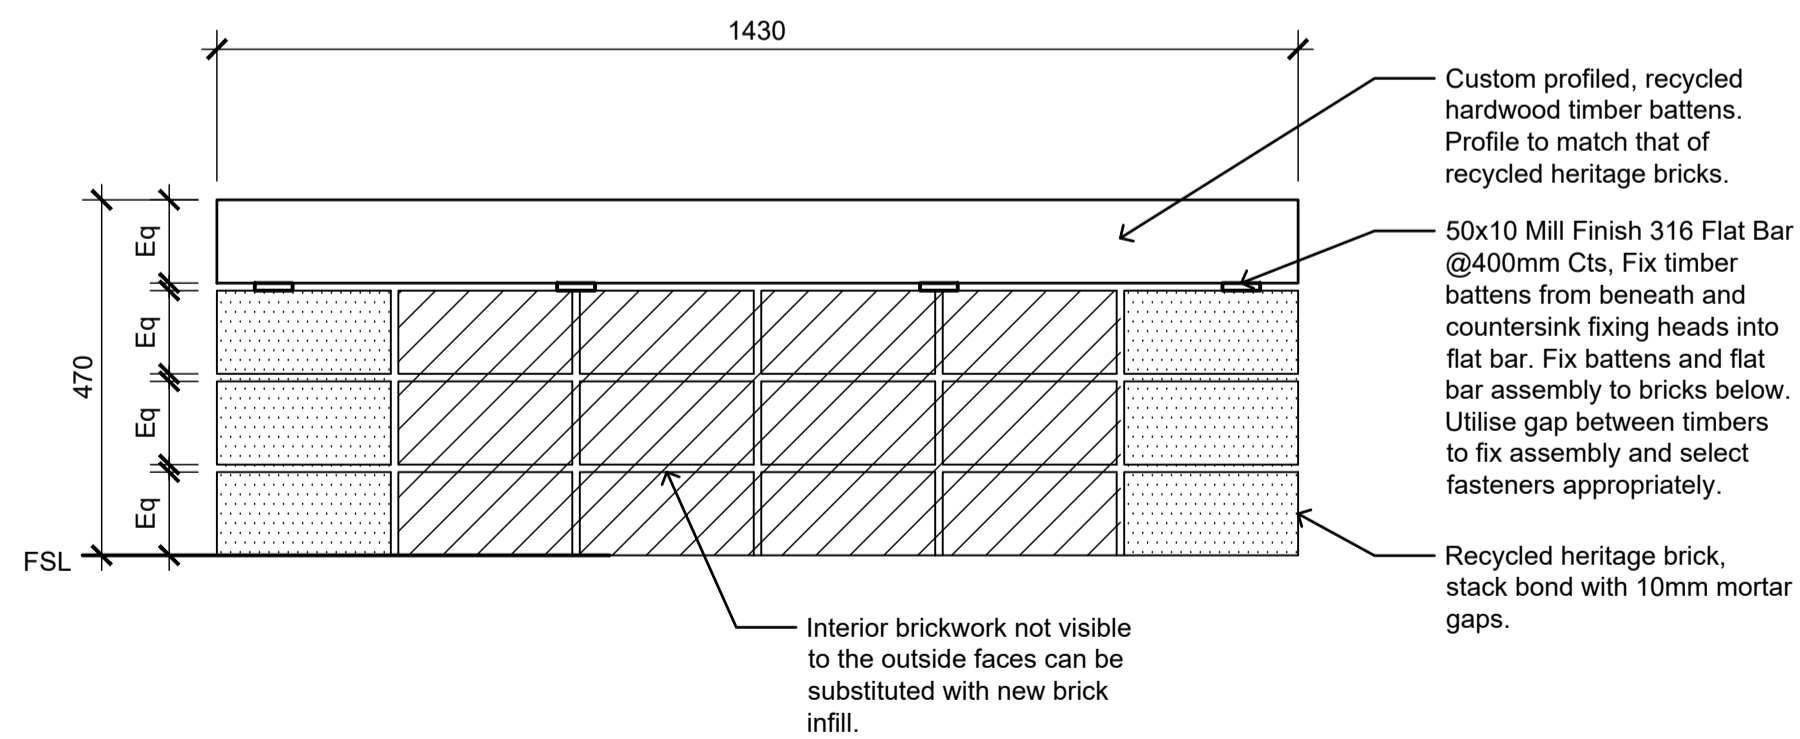 1430
Custom profiled, recycled
hardwood timber battens.
Profile to match that of
recycled heritage bricks.
50x10 Mill Finish 316 Flat Bar
@400mm Cts, Fix timber
battens from beneath and
countersink fixing heads into
flat bar. Fix battens and flat
bar assembly to bricks below.
Utilise gap between timbers
to fix assembly and select
fasteners appropriately.
470
Eq
Eq
Eq
Eq
FSL
Recycled heritage brick,
stack bond with 10mm mortar
gaps.
Interior brickwork not visible
to the outside faces can be
substituted with new brick
infill.